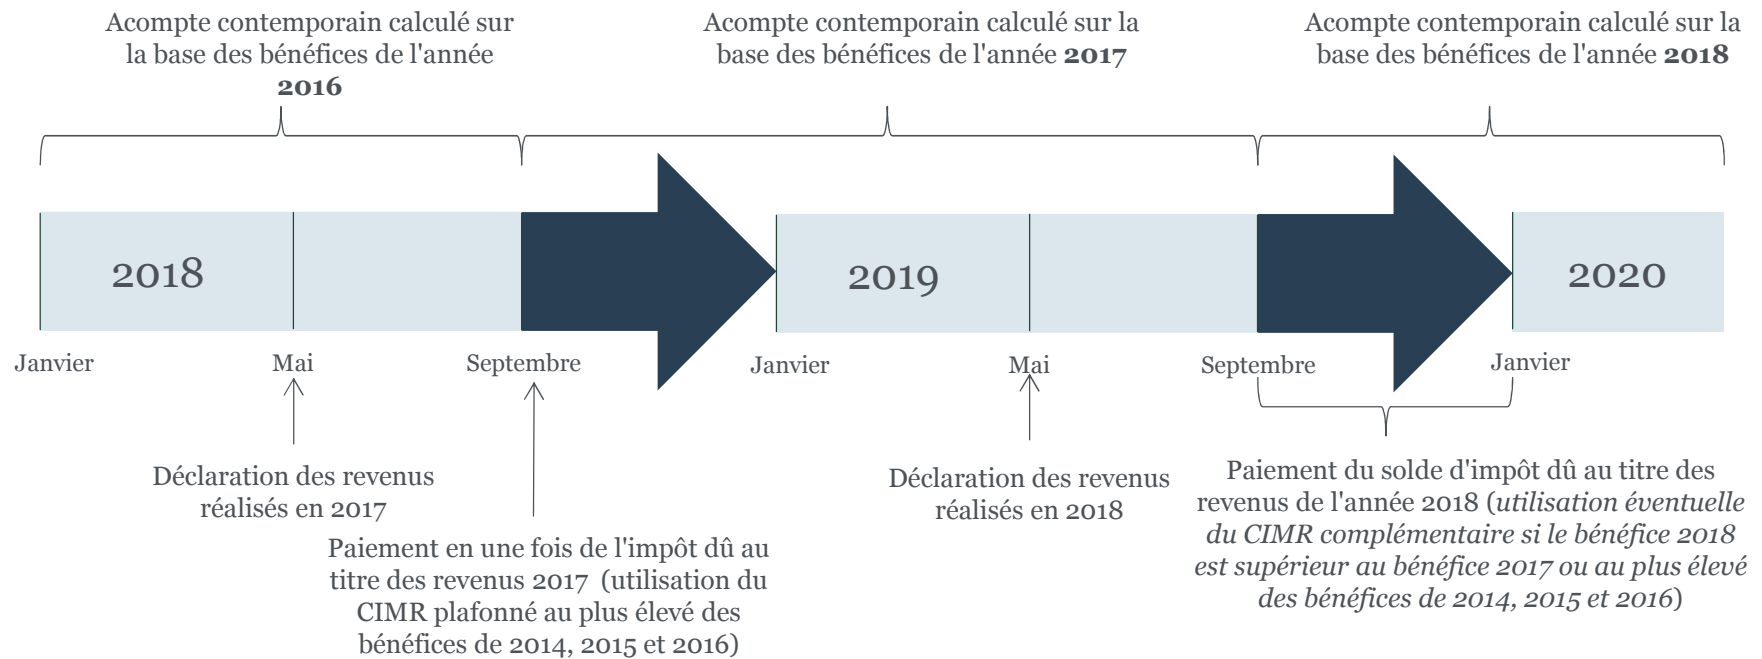 Acompte contemporain calculé sur
la base des bénéfices de l'année
2016
Acompte contemporain calculé sur la
base des bénéfices de l'année 2017
Acompte contemporain calculé sur la
base des bénéfices de l'année 2018
2018
2019
2020
Janvier
Mai
Septembre
Janvier
Mai
Septembre
Janvier
Déclaration des revenus
réalisés en 2017
Paiement en une fois de l'impôt dû au
titre des revenus 2017 (utilisation du
CIMR plafonné au plus élevé des
bénéfices de 2014, 2015 et 2016)
Déclaration des revenus
réalisés en 2018
Paiement du solde d'impôt dû au titre des
revenus de l'année 2018 (utilisation éventuelle
du CIMR complémentaire si le bénéfice 2018
est supérieur au bénéfice 2017 ou au plus élevé
des bénéfices de 2014, 2015 et 2016)